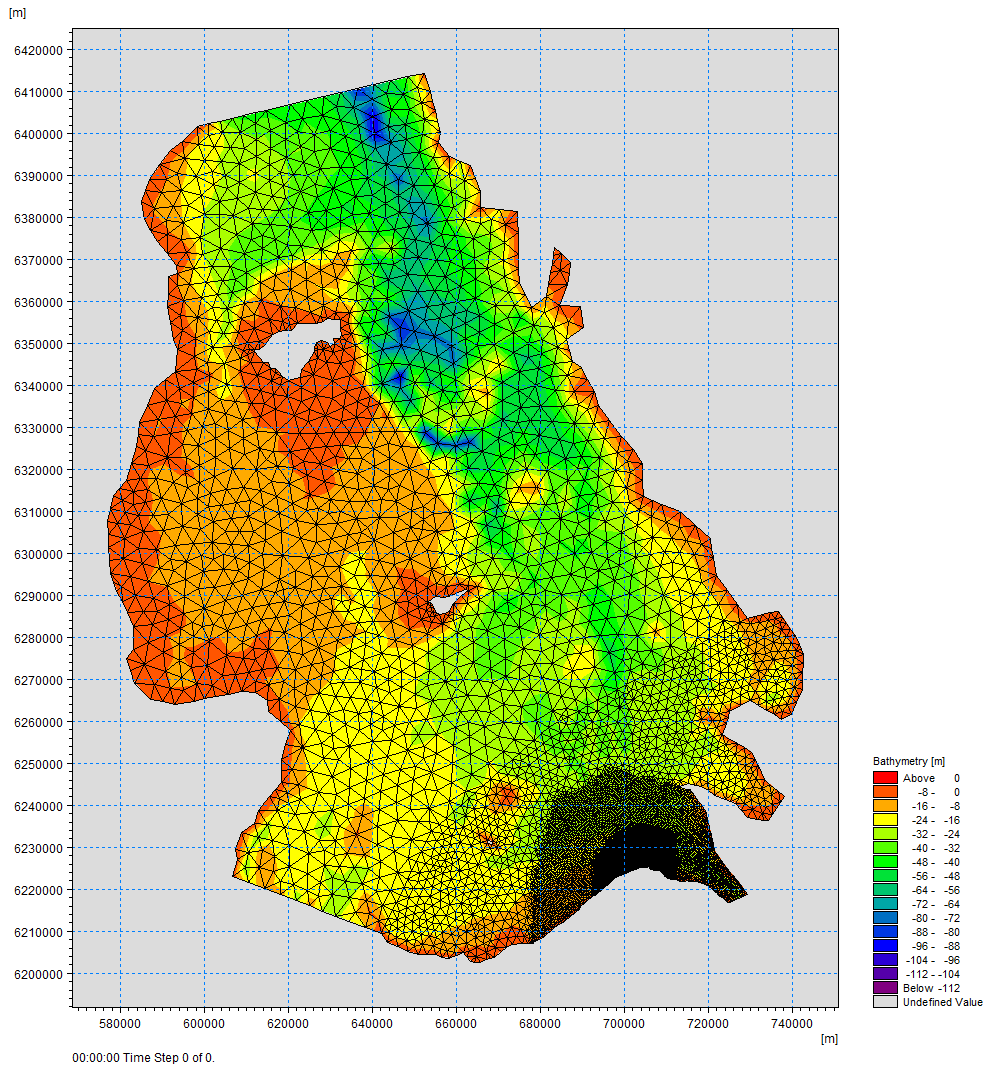 [m]
6420000
6410000
6400000
6390000
6380000
6370000
6360000
6350000
6340000
6330000
6320000
6310000
6300000
6290000
6280000
6270000
6260000
6250000
6240000
6230000
6220000
6210000
6200000
580000 600000 620000 640000 660000 680000 700000 720000 740000
[m]
00:00:00 Time Step 0 of 0.
Bathymetry [m]
Above 0
-8 - 0
-16 - -8
-24 - -16
-32 - -24
-40 - -32
-48 - -40
-56 - -48
-64 - -56
-72 - -64
-80 - -72
-88 - -80
-96 - -88
-104 - -96
-112 - -104
Below -112
Undefined Value